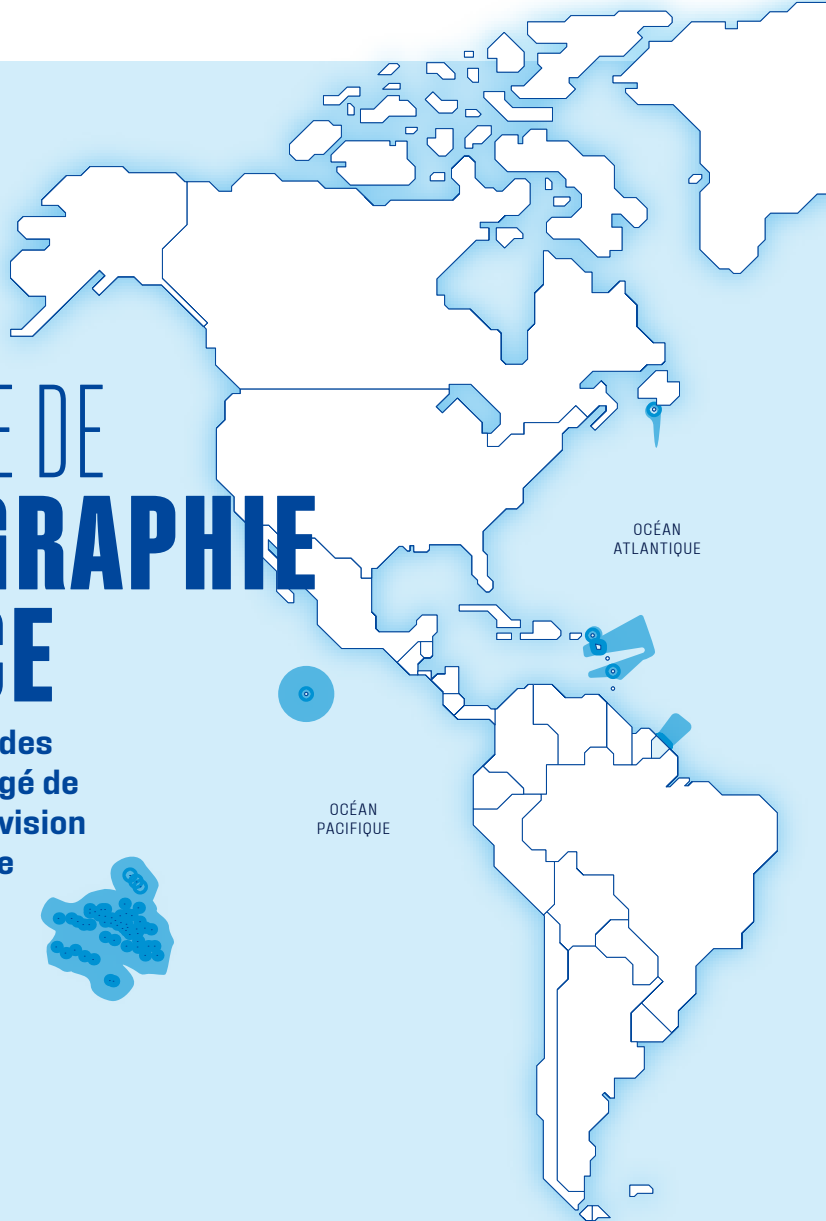 E DE
GRAPHIE
CE
des
gé de
vision
e
OCÉAN
ATLANTIQUE
OCÉAN
PACIFIQUE